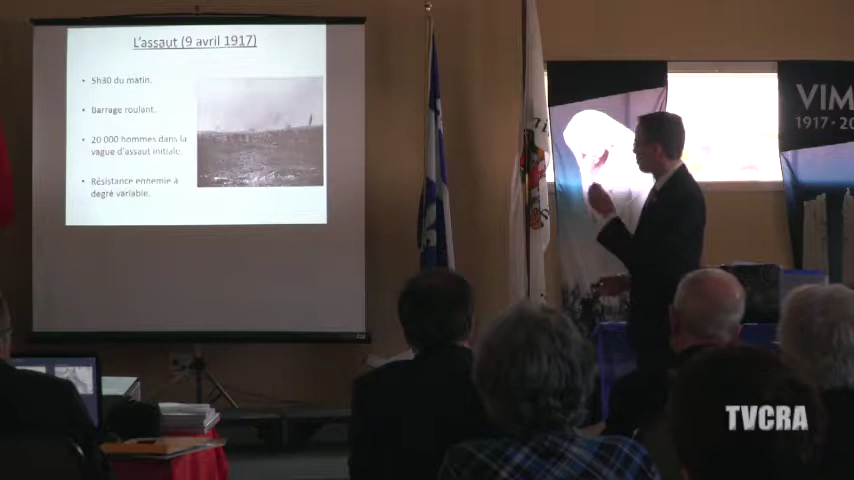 L'assaut (9 avril 1917)
• 5h30 du matin.
• Barrage roulant.
• 20 000 hommes dans la
vague d'assaut initiale.
• Résistance ennemie à
degré variable.
VIM
1917 · 20
TVCRA